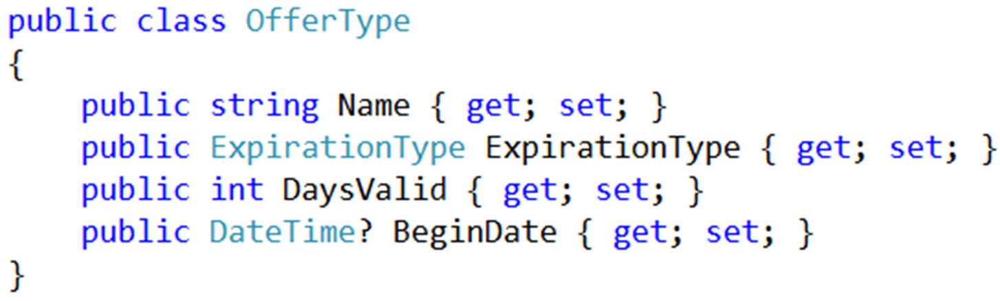 public class OfferType
{
    public string Name { get; set; }
    public ExpirationType ExpirationType { get; set; }
    public int DaysValid { get; set; }
    public DateTime? BeginDate { get; set; }
}